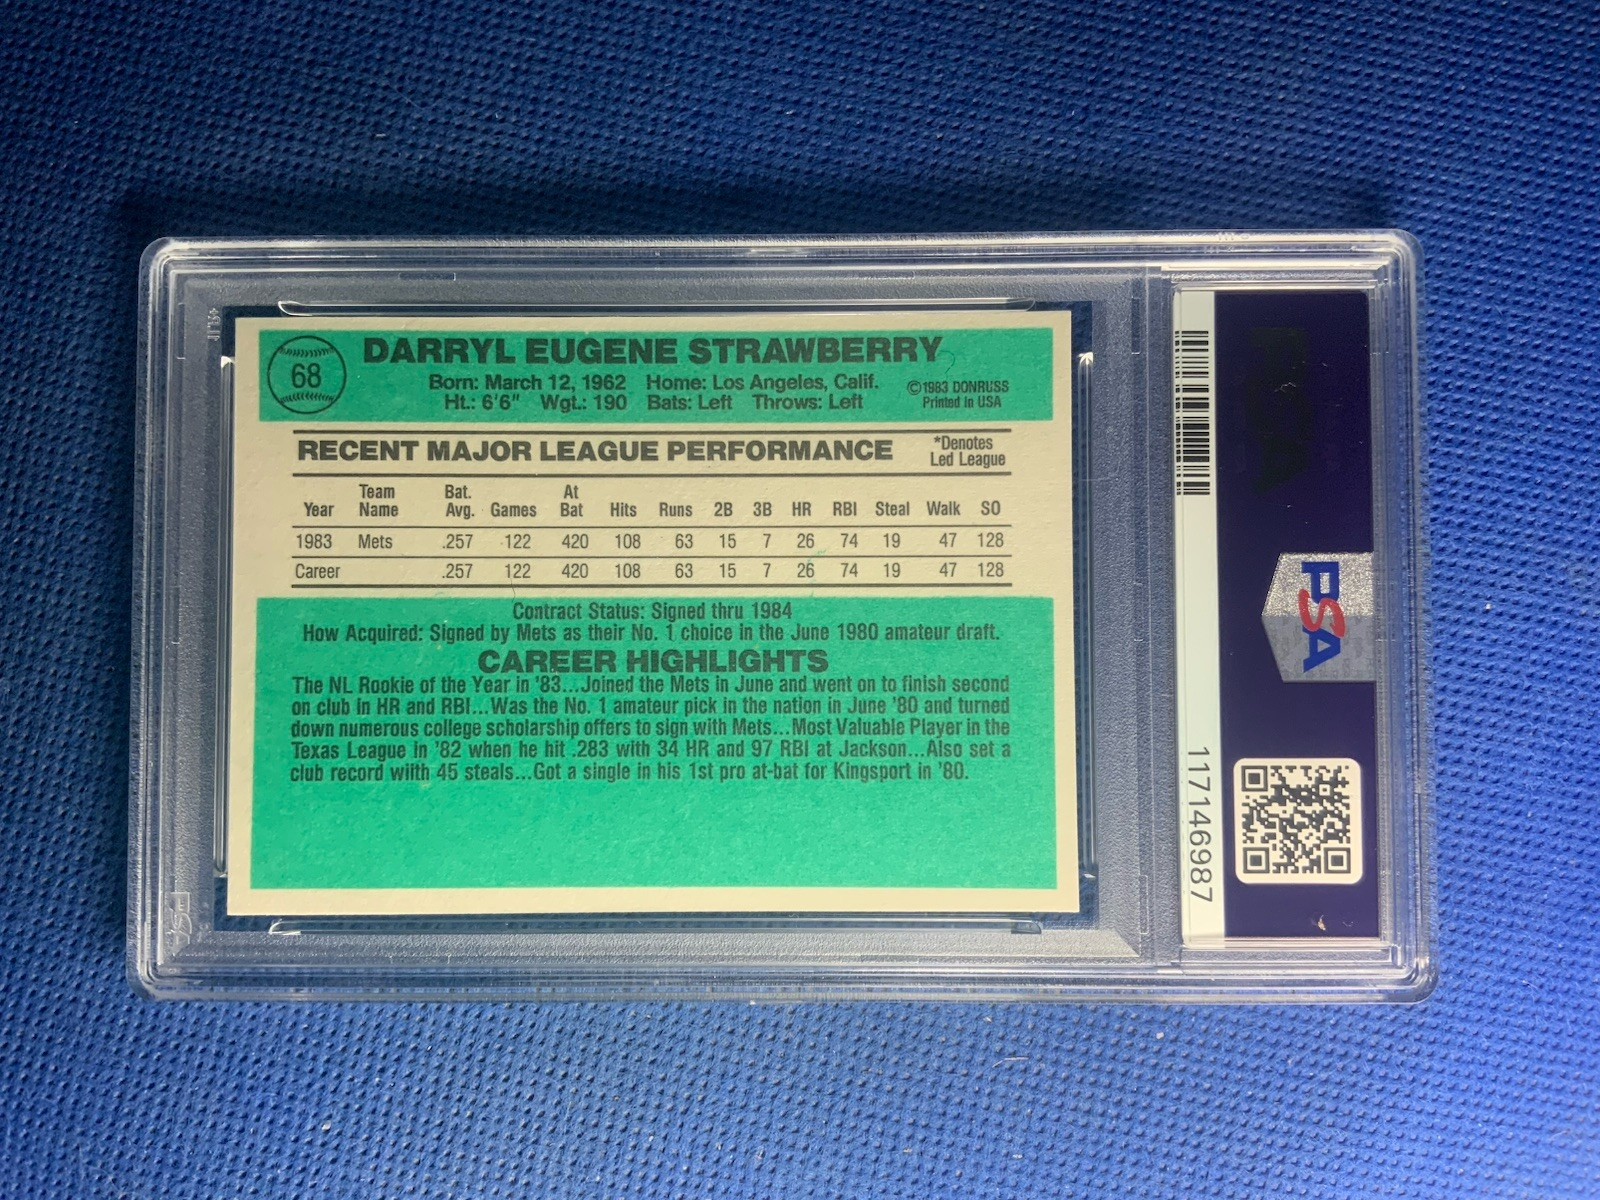 68
DARRYL EUGENE STRAWBERRY
Born: March 12, 1962 Home: Los Angeles, Calif.
Ht.: 6'6" Wgt.: 190 Bats: Left Throws: Left
©1983 DONRUSS
Printed in USA
RECENT MAJOR LEAGUE PERFORMANCE
*Denotes
Led League
Year Team Name Bat. Avg. Games At Bat Hits Runs 2B 3B HR RBI Steal Walk SO
1983 Mets .257 122 420 108 63 15 7 26 74 19 47 128
Career .257 122 420 108 63 15 7 26 74 19 47 128
Contract Status: Signed thru 1984
How Acquired: Signed by Mets as their No. 1 choice in the June 1980 amateur draft.
CAREER HIGHLIGHTS
The NL Rookie of the Year in '83...Joined the Mets in June and went on to finish second
on club in HR and RBI...Was the No. 1 amateur pick in the nation in June '80 and turned
down numerous college scholarship offers to sign with Mets...Most Valuable Player in the
Texas League in '82 when he hit .283 with 34 HR and 97 RBI at Jackson...Also set a
club record wiith 45 steals...Got a single in his 1st pro at-bat for Kingsport in '80.
PSA
117146987